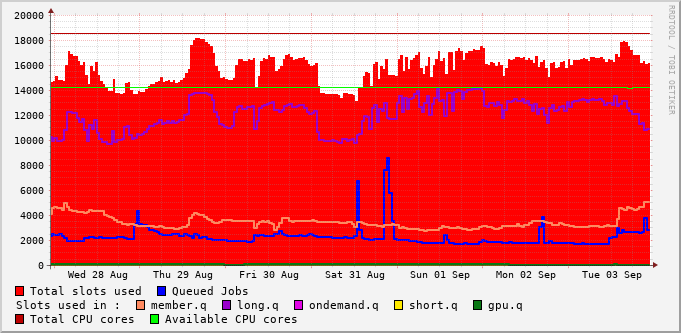 20000
18000
16000
14000
12000
10000
8000
6000
4000
2000
0
Wed 28 Aug Thu 29 Aug Fri 30 Aug Sat 31 Aug Sun 01 Sep Mon 02 Sep Tue 03 Sep
Total slots used Queued Jobs
Slots used in : member.q long.q ondemand.q short.q gpu.q
Total CPU cores Available CPU cores
RRDTOOL / TOBI OETIKER